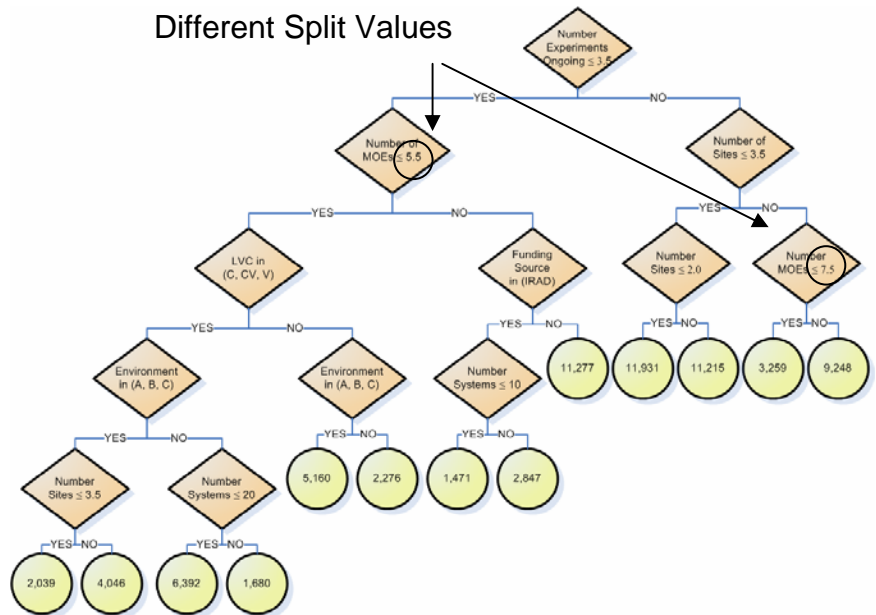 Different Split Values
Number
Experiments
Ongoing ≤ 3.5
YES
NO
Number of
MOEs ≤ 5.5
Number of
Sites ≤ 3.5
YES
NO
YES
NO
LVC in
(C, CV, V)
Funding
Source
in (IRAD)
Number
Sites ≤ 2.0
Number
MOEs ≤ 7.5
YES
NO
YES
NO
YES
NO
YES
NO
Environment
in (A, B, C)
Environment
in (A, B, C)
Number
Systems ≤ 10
11,277
11,931
11,215
3,259
9,248
YES
NO
YES
NO
YES
NO
Number
Sites ≤ 3.5
Number
Systems ≤ 20
5,160
2,276
1,471
2,847
YES
NO
YES
NO
2,039
4,046
6,392
1,680